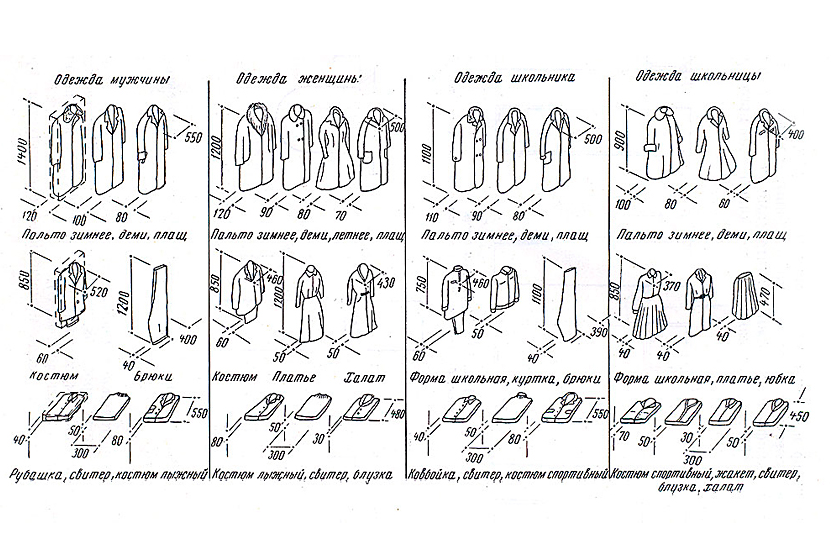 Одежда мужчины
1400
550
120 100 80
Пальто зимнее, деми, плащ
850
520
1200
400
60 40
Костюм Брюки
550
40 50 80
300
Рубашка, свитер, костюм лыжный
Одежда женщины:
1200
500
120 90 80 70
Пальто зимнее, деми, летнее, плащ
850
460
1200
430
60 50 50
Костюм Платье Халат
480
80 50 30
300
Костюм лыжный, свитер, блузка
Одежда школьника
1100
500
110 90 80
Пальто зимнее, деми, плащ
750
460
1100
390
60 50 40
Форма школьная, куртка, брюки
550
40 50 80
300
Ковбойка, свитер, костюм спортивный
Одежда школьницы
900
400
100 80 60
Пальто зимнее, деми, плащ
850
370
470
40 40 40
Форма школьная, платье, юбка
450
70 50 30 50
300
Костюм спортивный, жакет, свитер,
блузка, халат